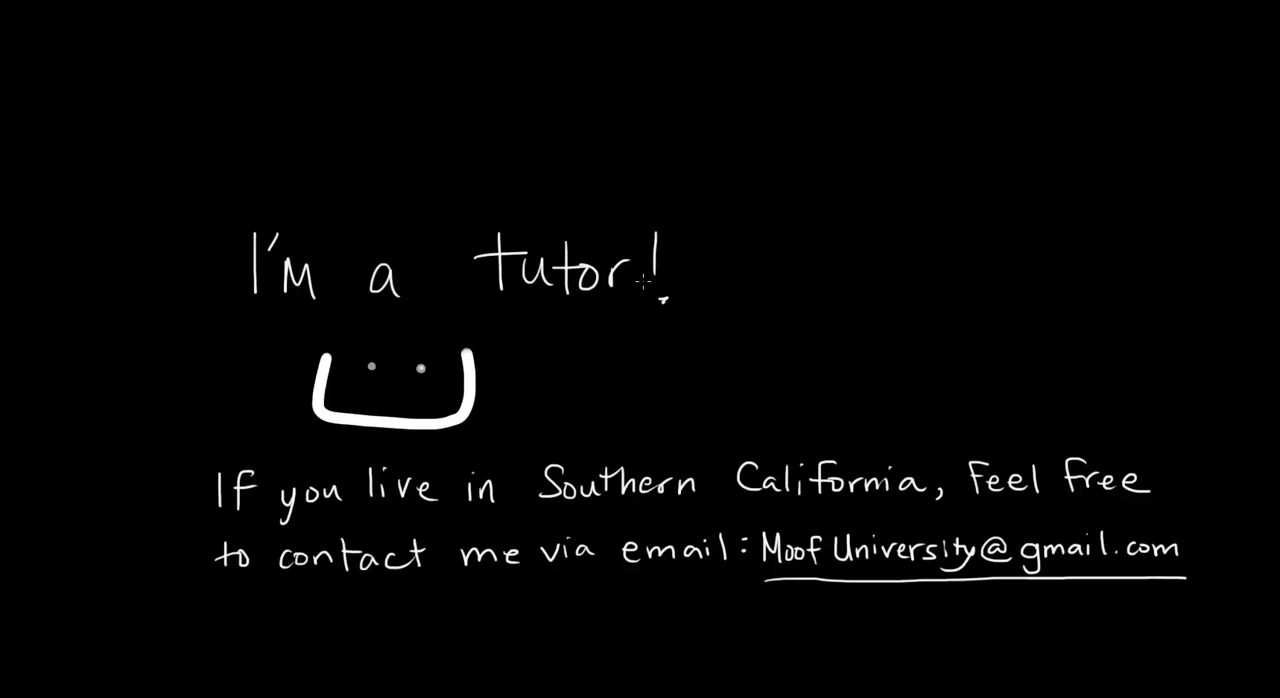 I'm a tutor!
If you live in Southern California, Feel free
to contact me via email: MoofUniversity@gmail.com